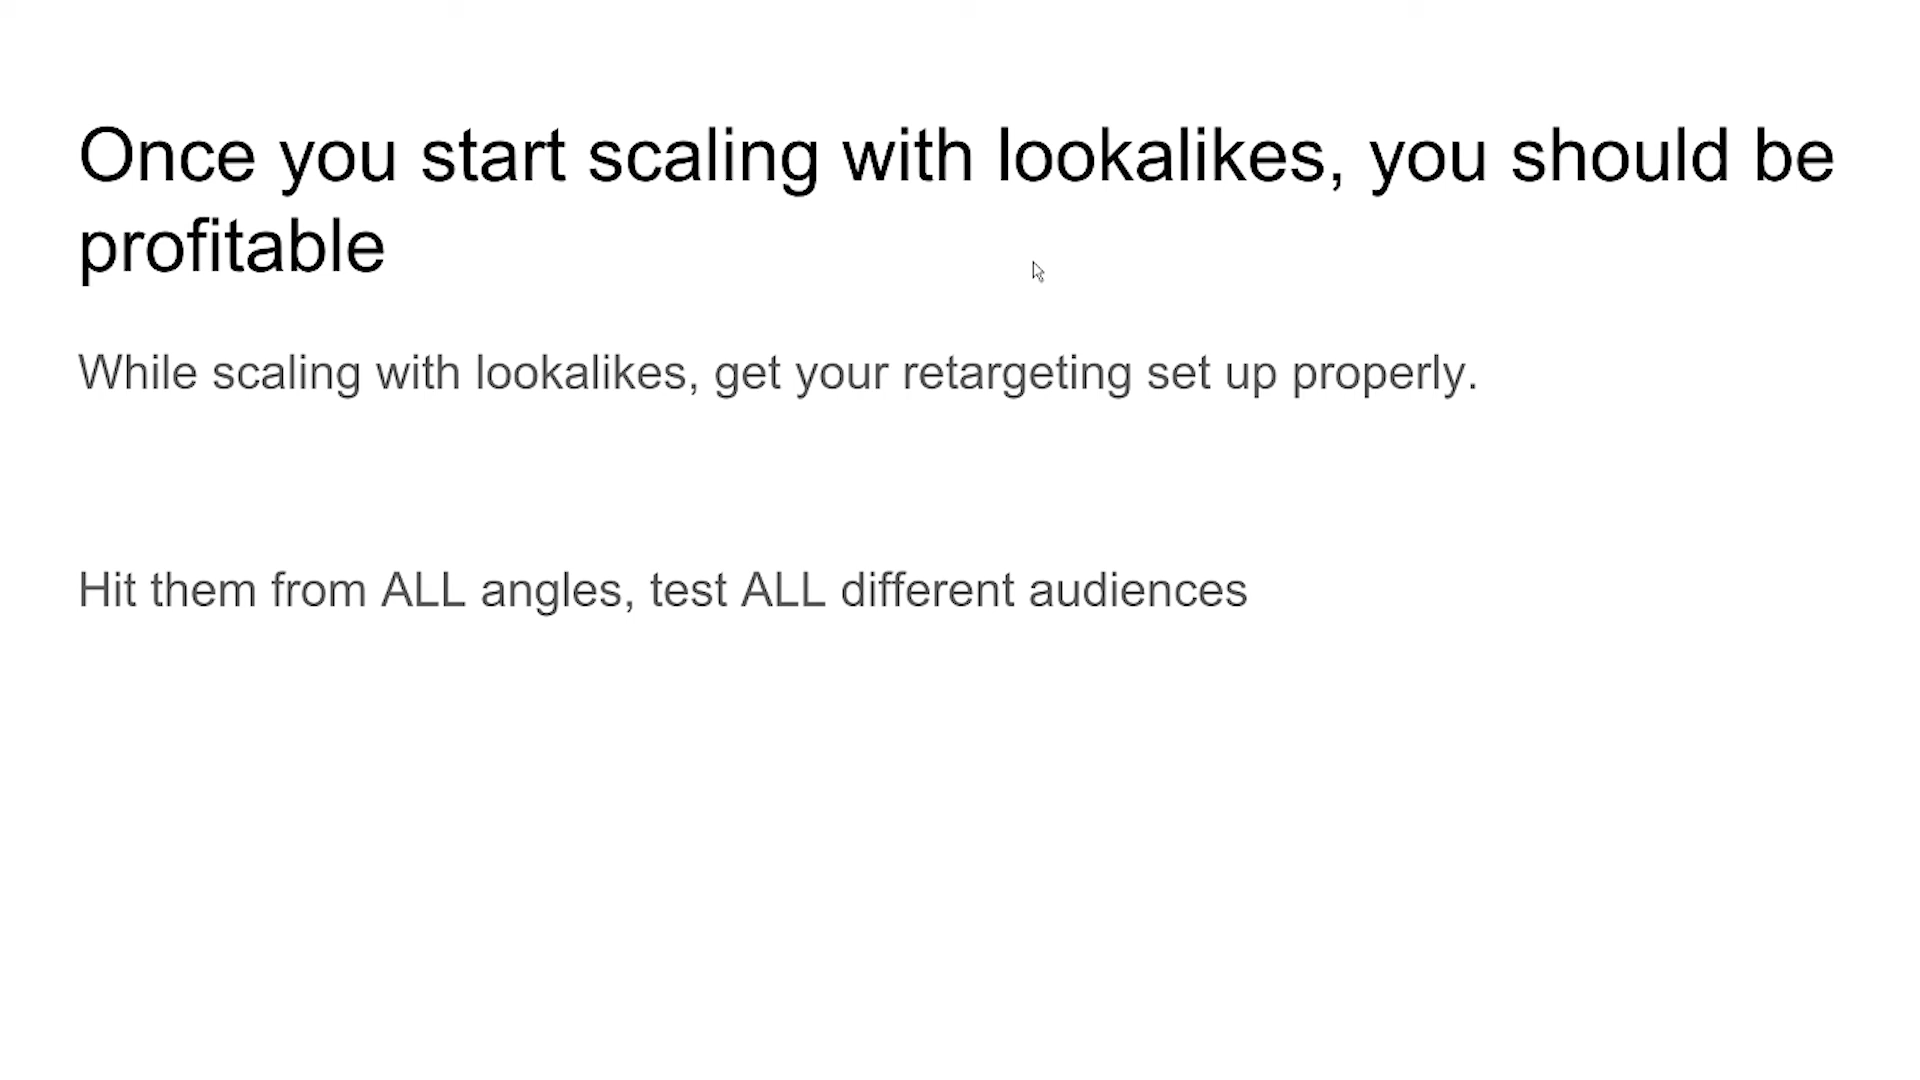 Once you start scaling with lookalikes, you should be
profitable
While scaling with lookalikes, get your retargeting set up properly.
Hit them from ALL angles, test ALL different audiences